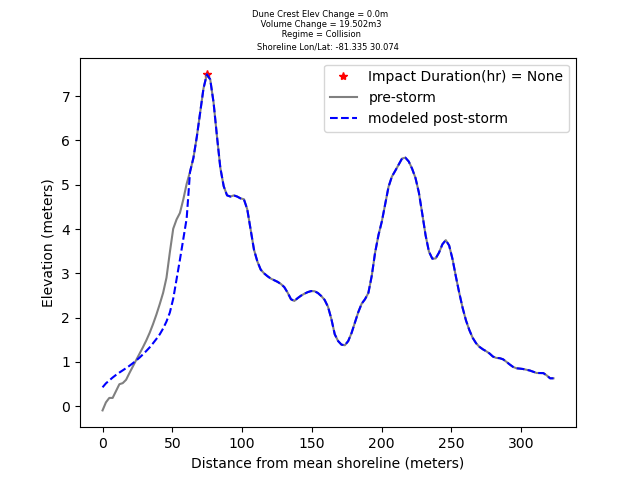 Dune Crest Elev Change = 0.0m
Volume Change = 19.502m3
Regime = Collision
Shoreline Lon/Lat: -81.335 30.074
Impact Duration(hr) = None
pre-storm
modeled post-storm
Elevation (meters)
7
6
5
4
3
2
1
0
0 50 100 150 200 250 300
Distance from mean shoreline (meters)